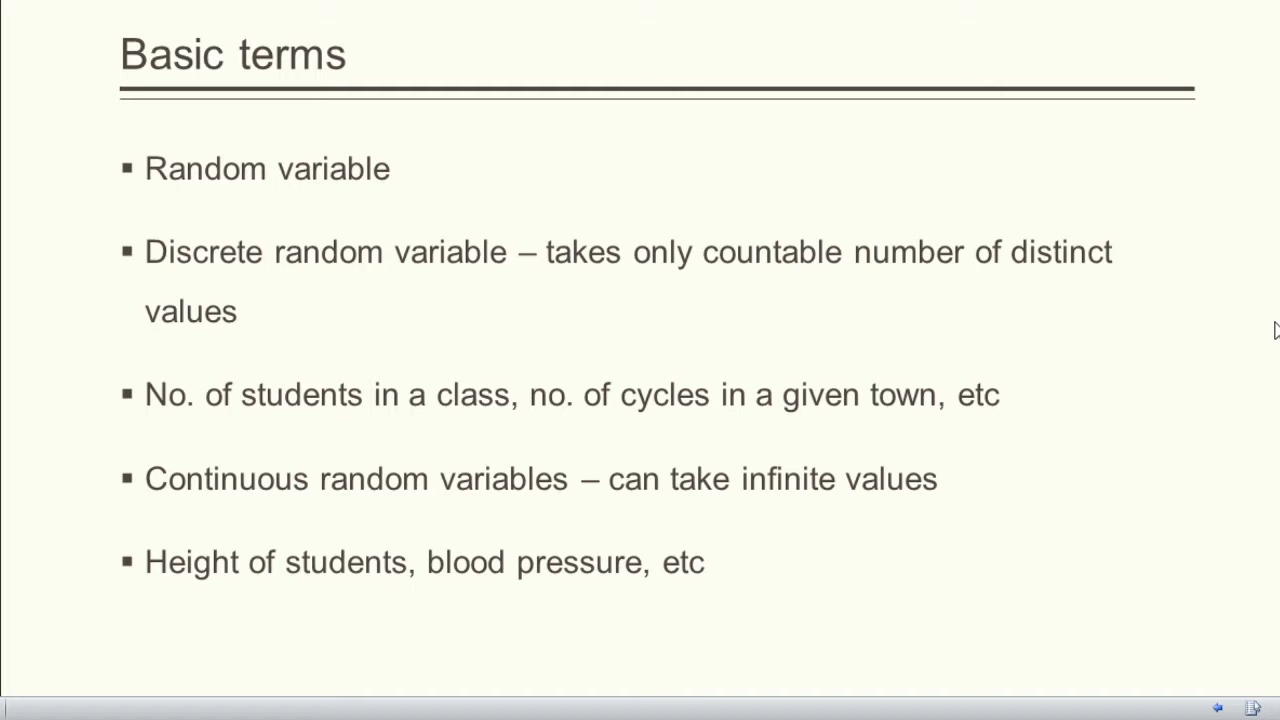 Basic terms
▪ Random variable
▪ Discrete random variable – takes only countable number of distinct
values
▪ No. of students in a class, no. of cycles in a given town, etc
▪ Continuous random variables – can take infinite values
▪ Height of students, blood pressure, etc